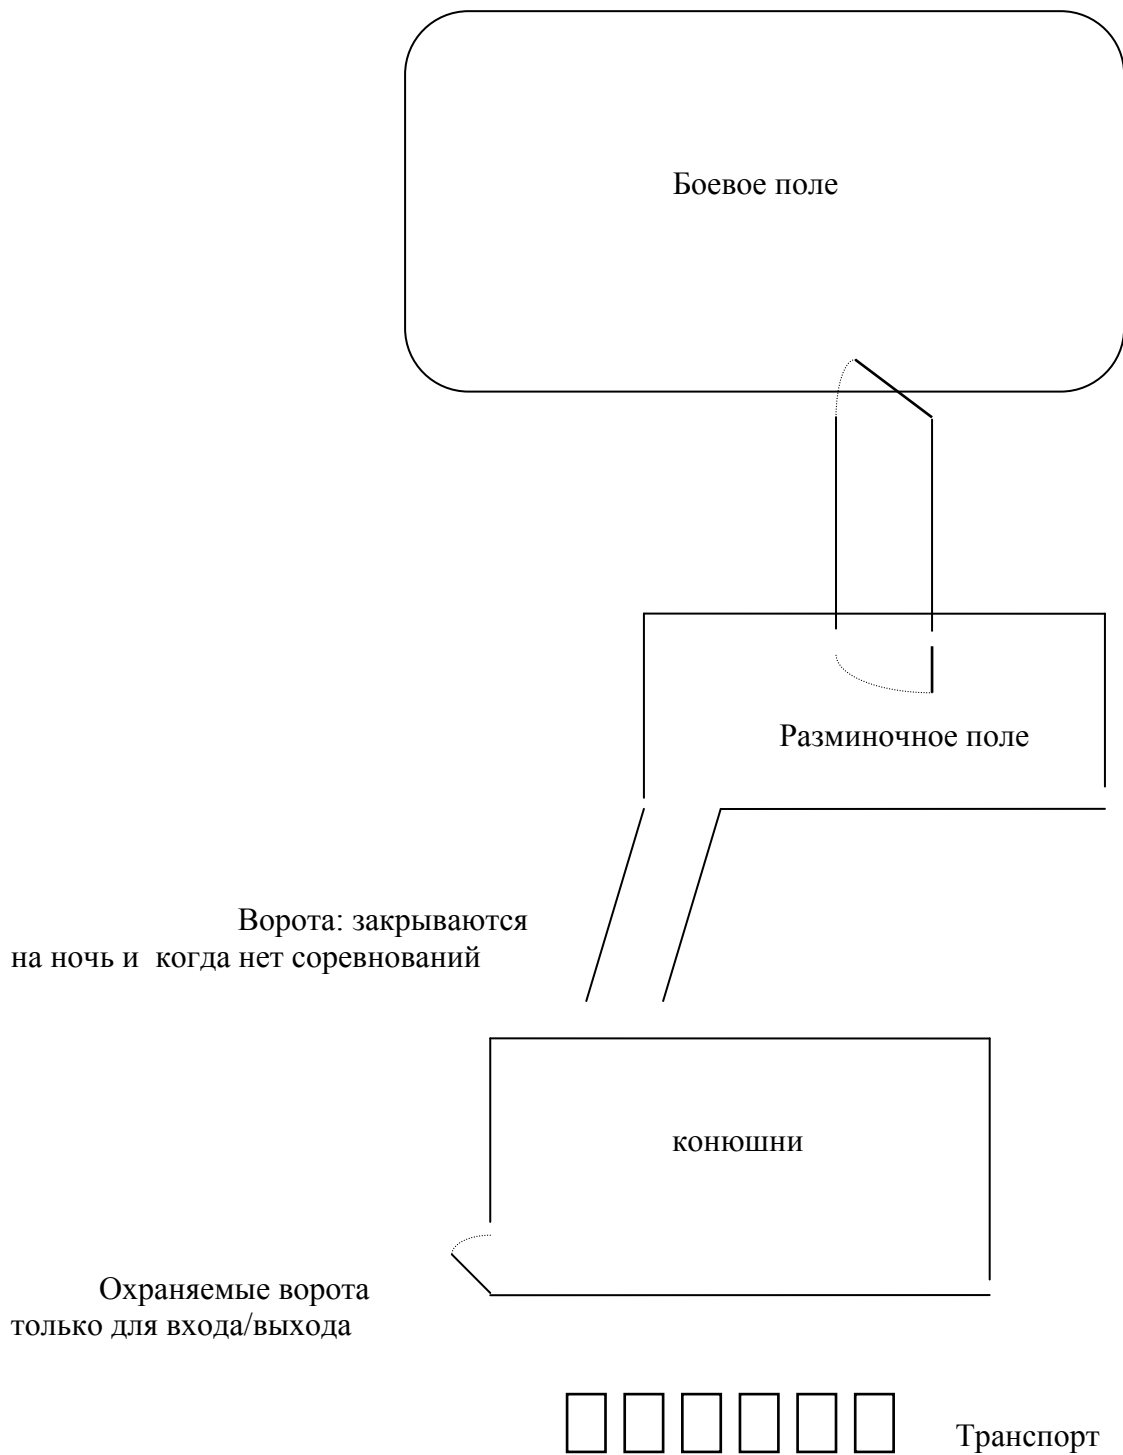 Боевое поле
Разминочное поле
Ворота: закрываются
на ночь и  когда нет соревнований
конюшни
Охраняемые ворота
только для входа/выхода
Транспорт